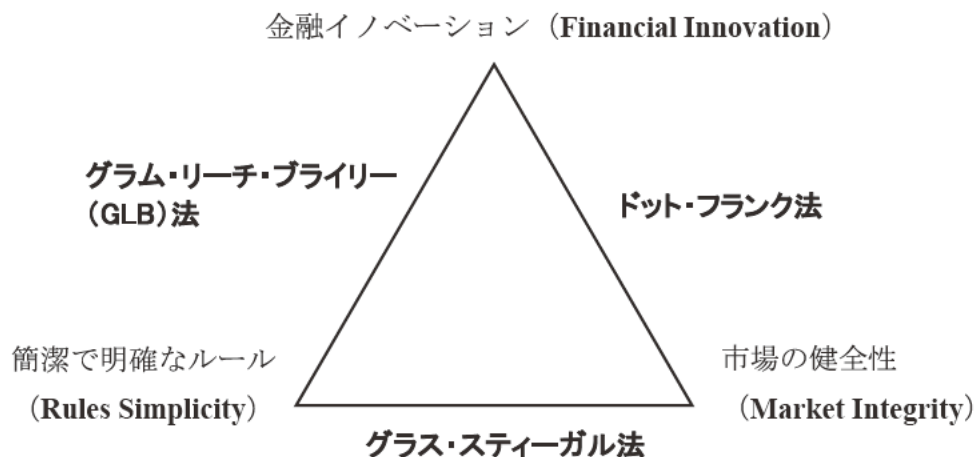 金融イノベーション（Financial Innovation）
グラム・リーチ・ブライリー
（GLB）法
ドット・フランク法
簡潔で明確なルール
（Rules Simplicity）
市場の健全性
（Market Integrity）
グラス・スティーガル法